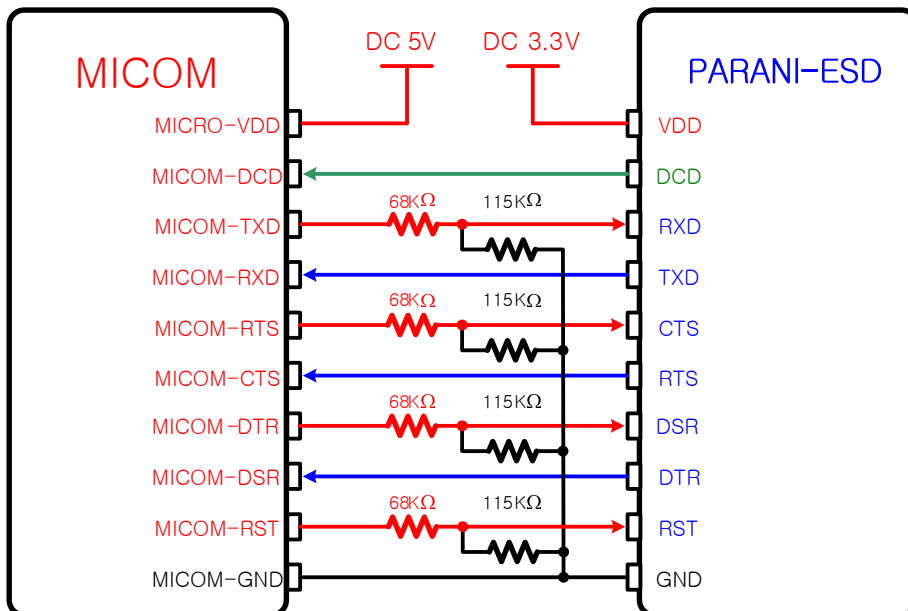 DC 5V DC 3.3V
MICOM PARANI-ESD
MICRO-VDD VDD
MICOM-DCD DCD
68KΩ 115KΩ
MICOM-TXD RXD
MICOM-RXD TXD
68KΩ 115KΩ
MICOM-RTS CTS
MICOM-CTS RTS
68KΩ 115KΩ
MICOM-DTR DSR
MICOM-DSR DTR
68KΩ 115KΩ
MICOM-RST RST
MICOM-GND GND